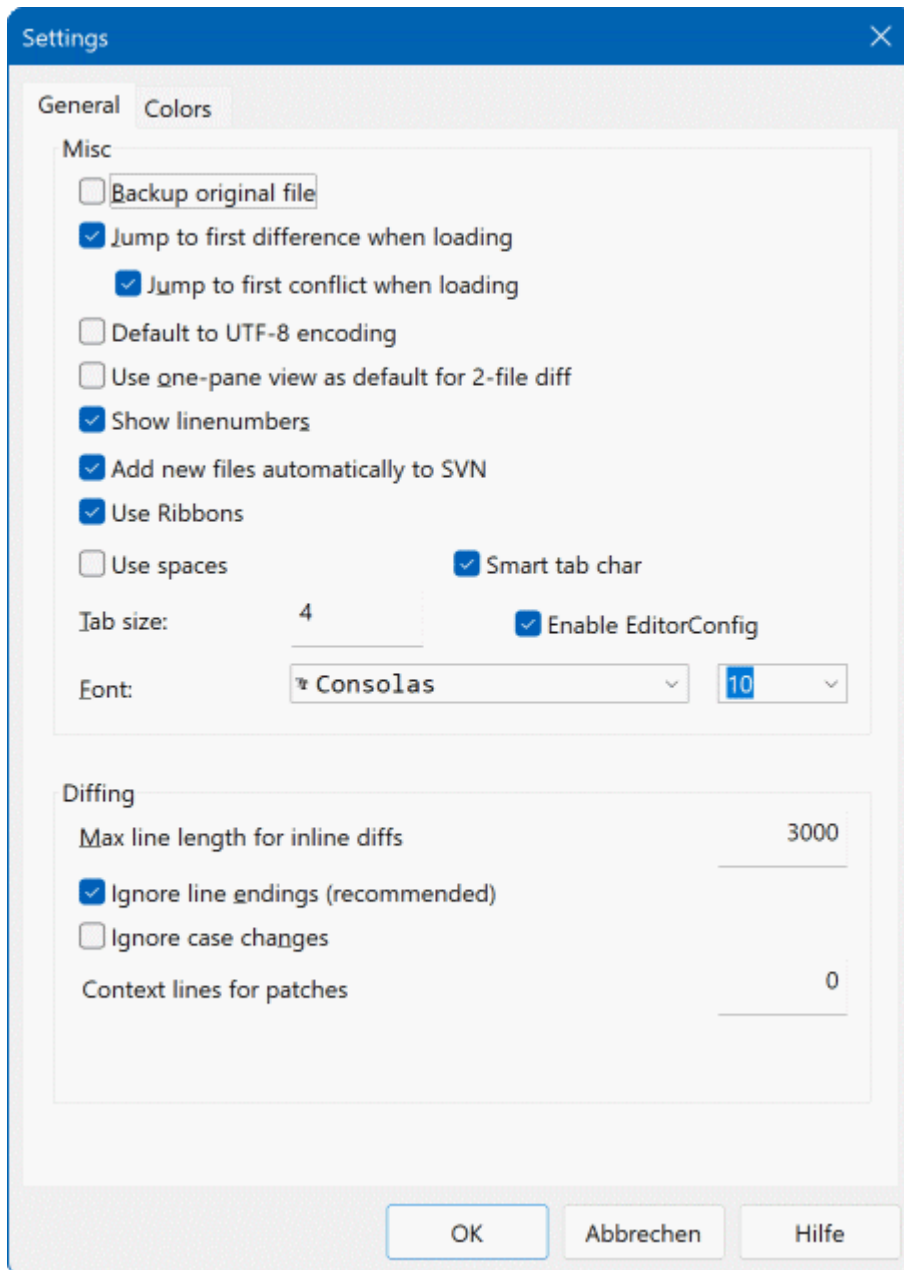 Settings
General Colors
Misc
Backup original file
Jump to first difference when loading
Jump to first conflict when loading
Default to UTF-8 encoding
Use one-pane view as default for 2-file diff
Show linenumbers
Add new files automatically to SVN
Use Ribbons
Use spaces Smart tab char
Tab size: 4 Enable EditorConfig
Font: Consolas 10
Diffing
Max line length for inline diffs 3000
Ignore line endings (recommended)
Ignore case changes
Context lines for patches 0
OK Abbrechen Hilfe